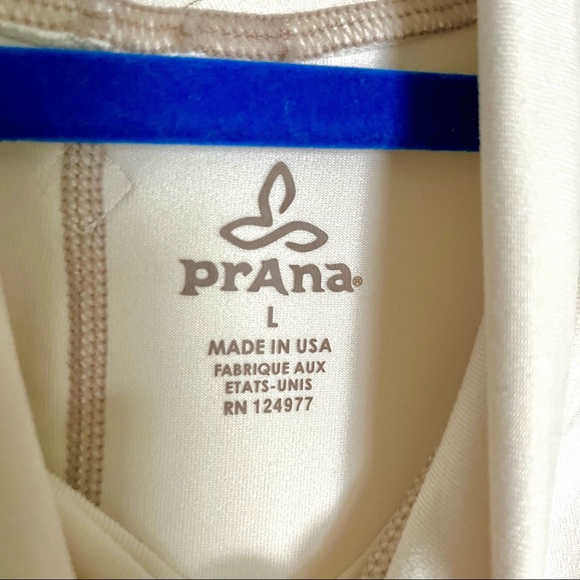 prAna®
L
MADE IN USA
FABRIQUE AUX
ETATS-UNIS
RN 124977